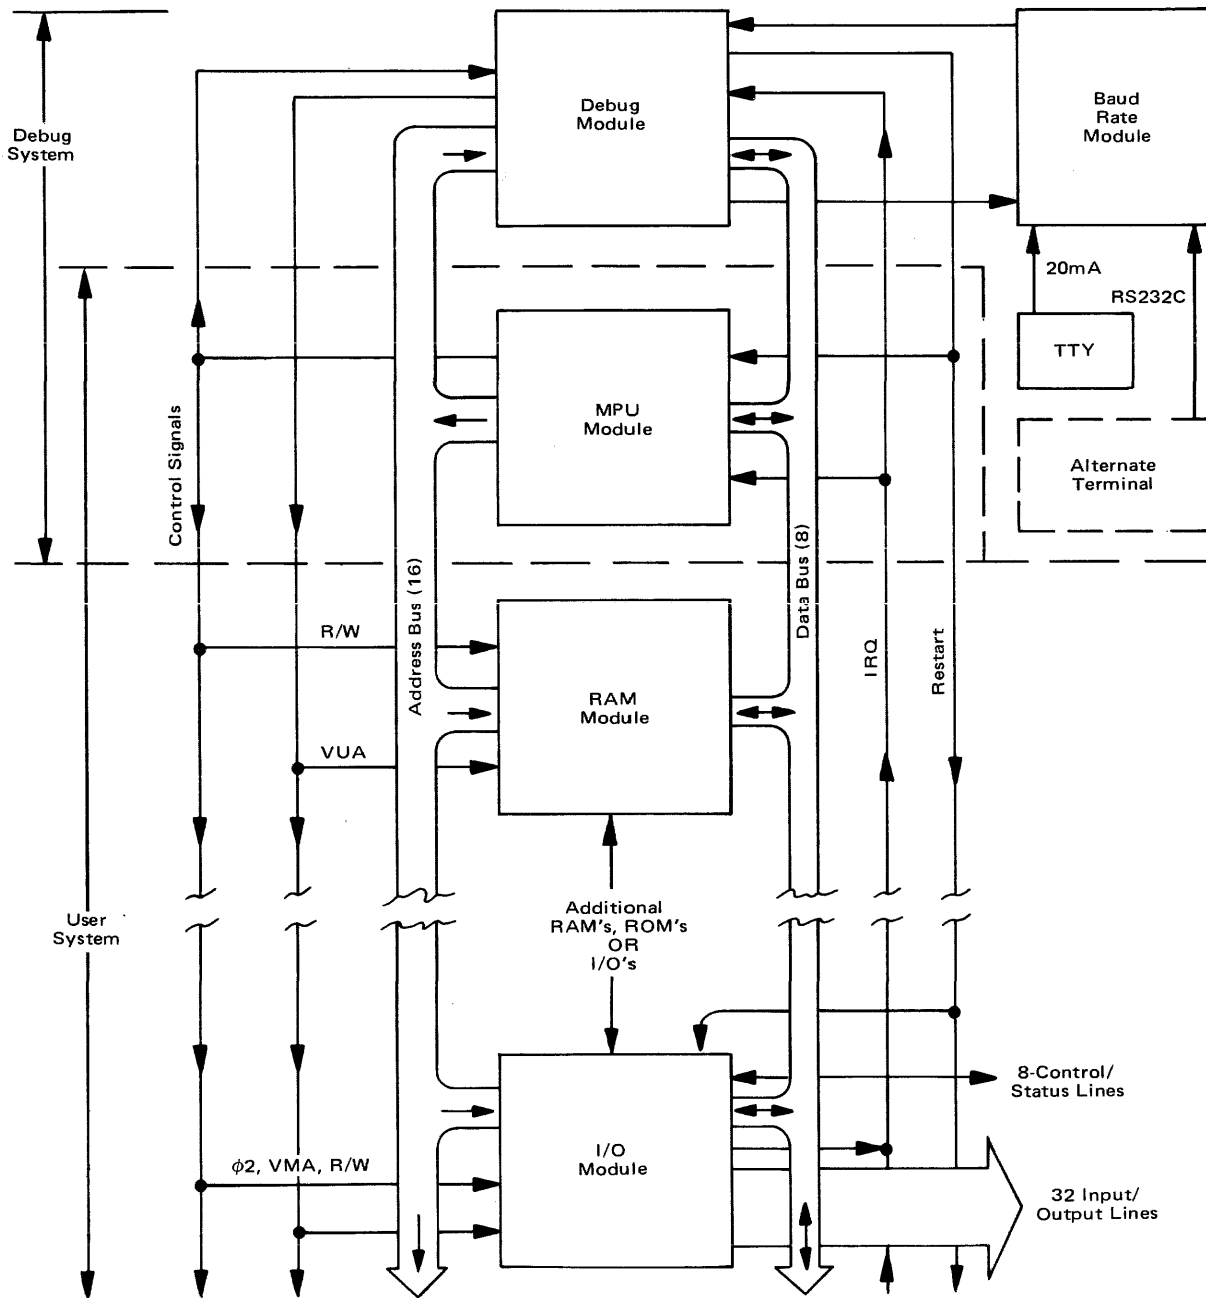 Debug
System
Debug
Module
Baud
Rate
Module
20mA
RS232C
TTY
MPU
Module
Alternate
Terminal
Control Signals
Address Bus (16)
Data Bus (8)
IRQ
Restart
R/W
RAM
Module
VUA
User
System
Additional
RAM's, ROM's
OR
I/O's
8-Control/
Status Lines
I/O
Module
ϕ2, VMA, R/W
32 Input/
Output Lines